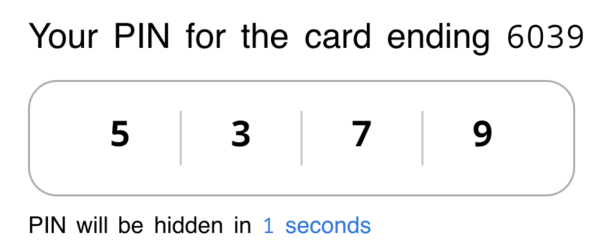 Your PIN for the card ending 6039
5 3 7 9
PIN will be hidden in 1 seconds